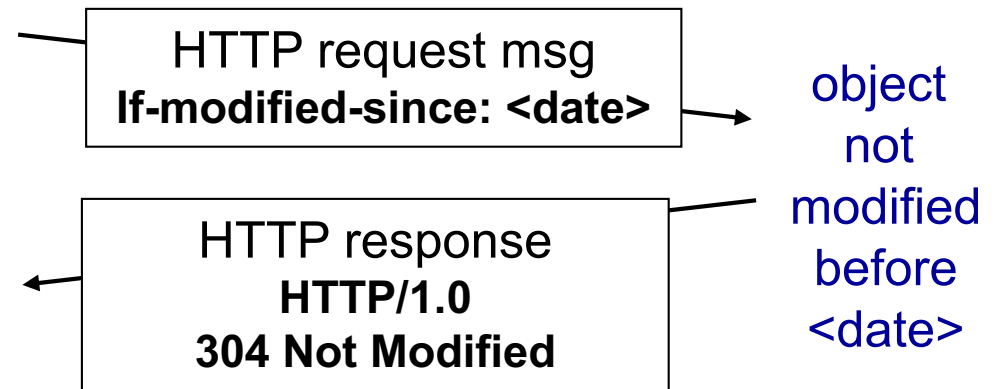 HTTP request msg
If-modified-since: <date>
object
not
modified
before
<date>
HTTP response
HTTP/1.0
304 Not Modified